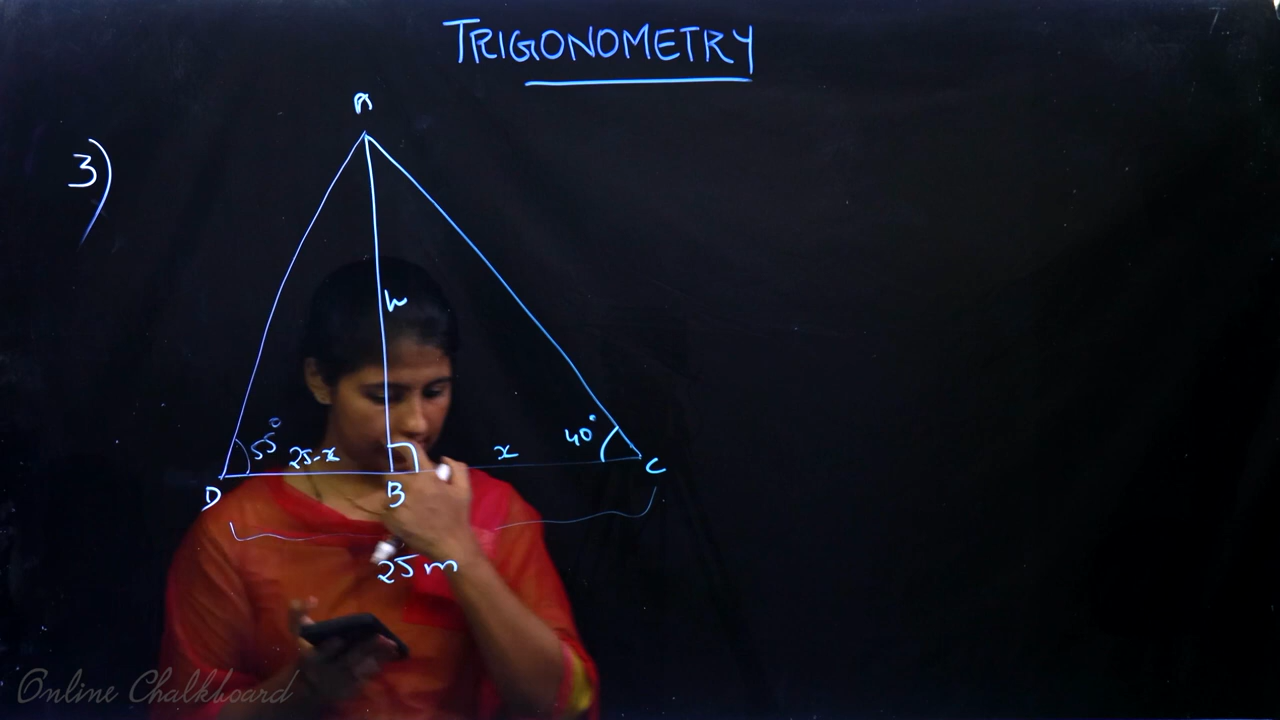 TRIGONOMETRY
A
3)
h
55°
25-x
x
40°
D
B
C
25 m
Online Chalkboard